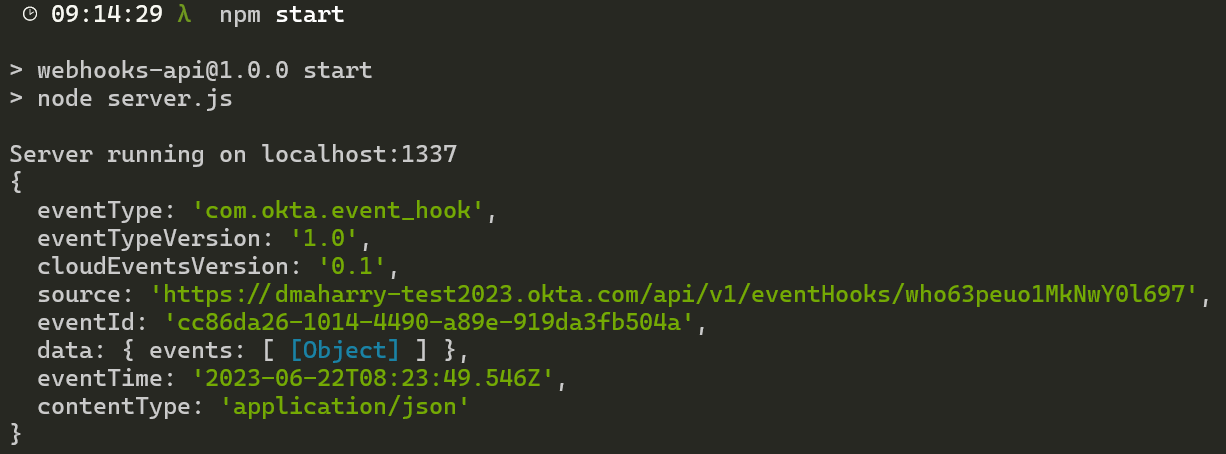 09:14:29 λ npm start
> webhooks-api@1.0.0 start
> node server.js
Server running on localhost:1337
{
  eventType: 'com.okta.event_hook',
  eventTypeVersion: '1.0',
  cloudEventsVersion: '0.1',
  source: 'https://dmaharry-test2023.okta.com/api/v1/eventHooks/who63peuo1MkNwY0l697',
  eventId: 'cc86da26-1014-4490-a89e-919da3fb504a',
  data: { events: [ [Object] ] },
  eventTime: '2023-06-22T08:23:49.546Z',
  contentType: 'application/json'
}